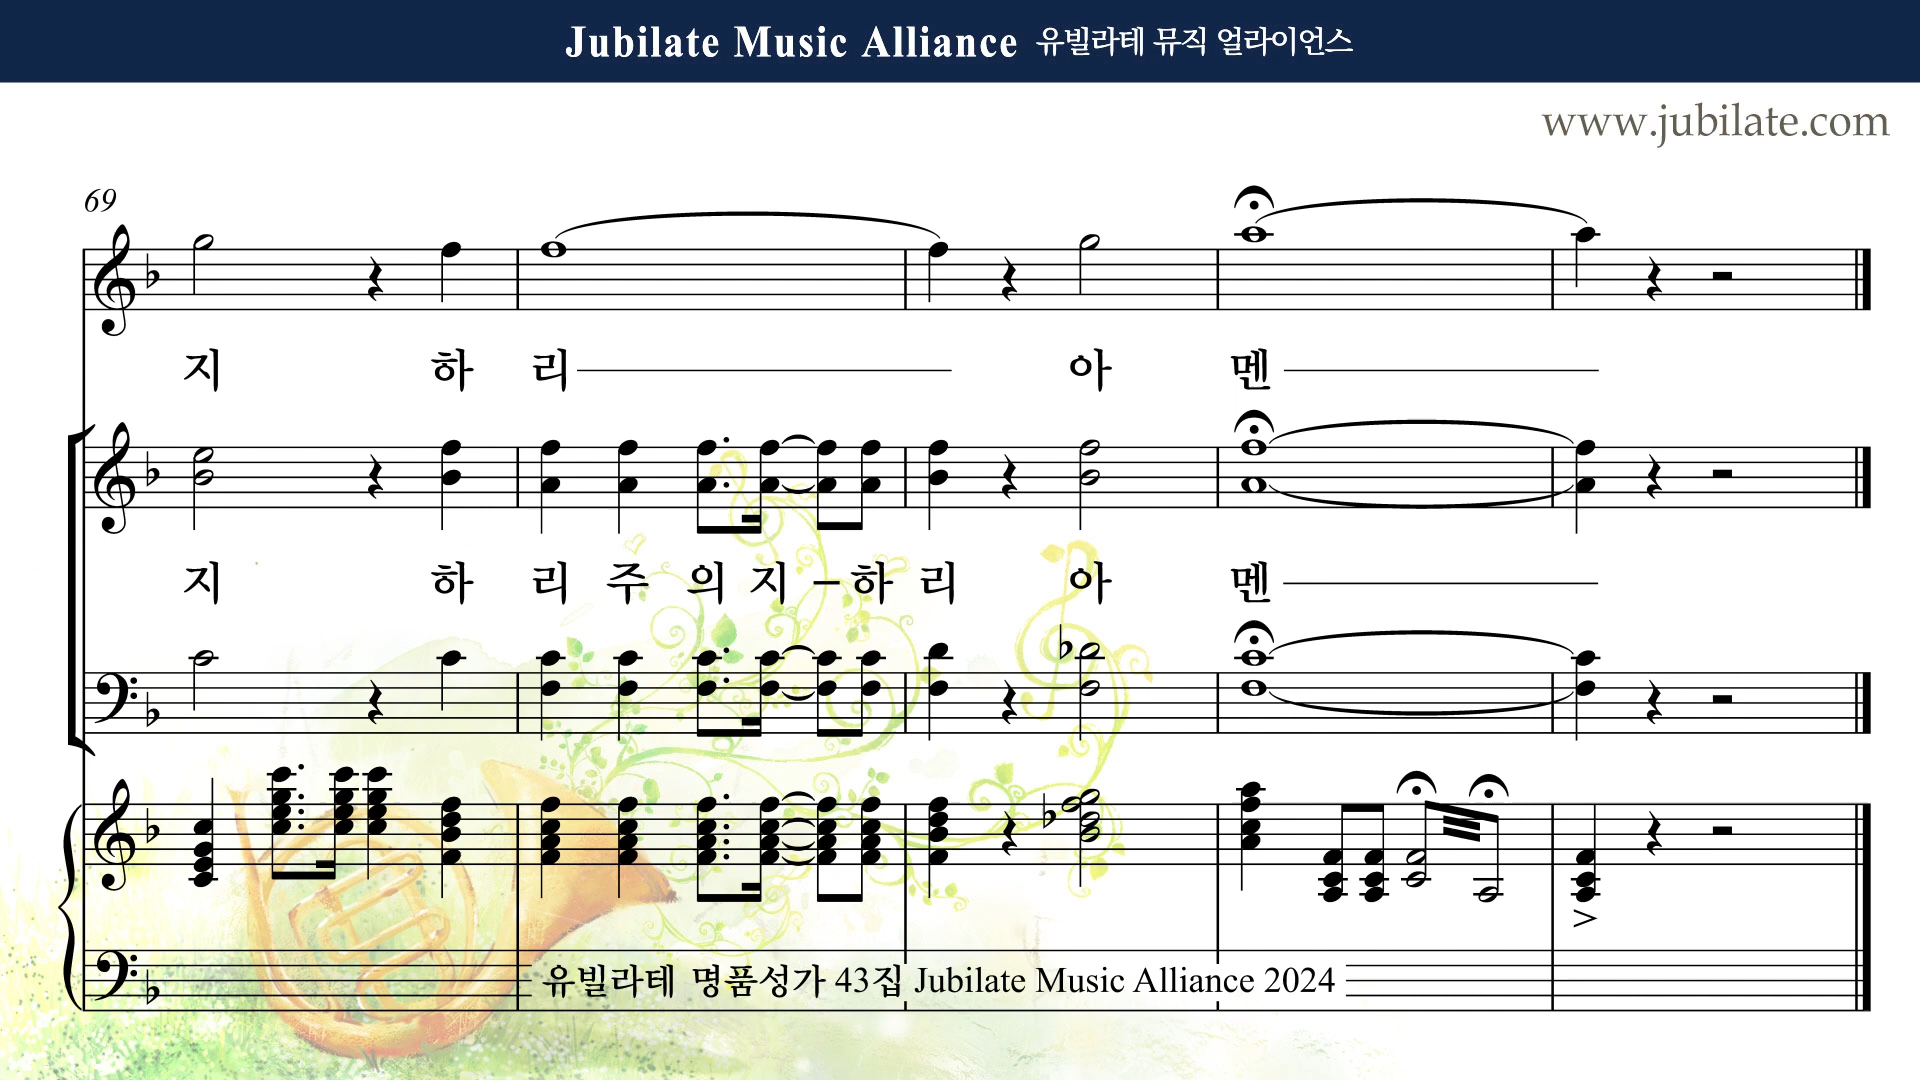 Jubilate Music Alliance 유빌라테 뮤직 얼라이언스
www.jubilate.com
69
지 하 리 아 멘
지 하 리 주 의 지 - 하 리 아 멘
유빌라테 명품성가 43집 Jubilate Music Alliance 2024